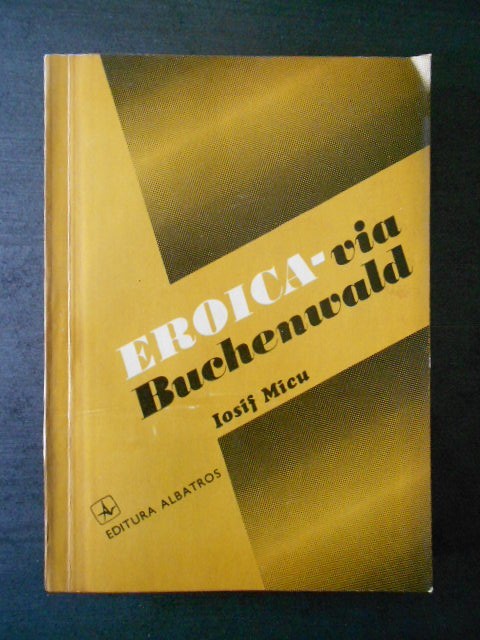 EROICA-via
Buchenwald
Iosif Micu
EDITURA ALBATROS